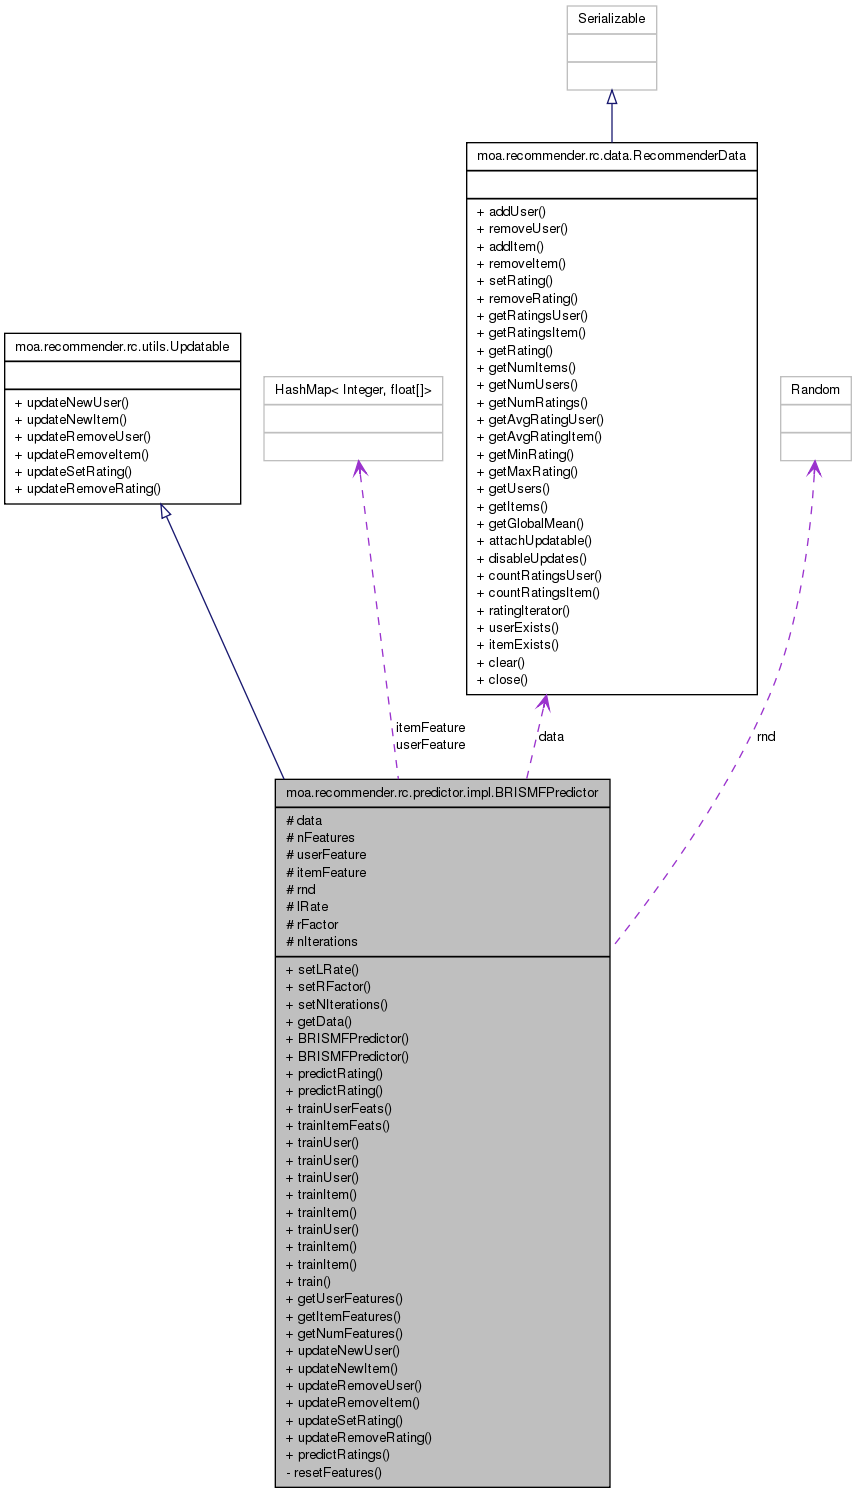 Serializable
moa.recommender.rc.data.RecommenderData
+ addUser()
+ removeUser()
+ addItem()
+ removeItem()
+ setRating()
+ removeRating()
+ getRatingsUser()
+ getRatingsItem()
+ getRating()
+ getNumItems()
+ getNumUsers()
+ getNumRatings()
+ getAvgRatingUser()
+ getAvgRatingItem()
+ getMinRating()
+ getMaxRating()
+ getUsers()
+ getItems()
+ getGlobalMean()
+ attachUpdatable()
+ disableUpdates()
+ countRatingsUser()
+ countRatingsItem()
+ ratingIterator()
+ userExists()
+ itemExists()
+ clear()
+ close()
moa.recommender.rc.utils.Updatable
+ updateNewUser()
+ updateNewItem()
+ updateRemoveUser()
+ updateRemoveItem()
+ updateSetRating()
+ updateRemoveRating()
HashMap< Integer, float[]>
Random
itemFeature
userFeature
data
rnd
moa.recommender.rc.predictor.impl.BRISMFPredictor
# data
# nFeatures
# userFeature
# itemFeature
# rnd
# lRate
# rFactor
# nIterations
+ setLRate()
+ setRFactor()
+ setNIterations()
+ getData()
+ BRISMFPredictor()
+ BRISMFPredictor()
+ predictRating()
+ predictRating()
+ trainUserFeats()
+ trainItemFeats()
+ trainUser()
+ trainUser()
+ trainUser()
+ trainItem()
+ trainItem()
+ trainUser()
+ trainItem()
+ trainItem()
+ train()
+ getUserFeatures()
+ getItemFeatures()
+ getNumFeatures()
+ updateNewUser()
+ updateNewItem()
+ updateRemoveUser()
+ updateRemoveItem()
+ updateSetRating()
+ updateRemoveRating()
+ predictRatings()
- resetFeatures()